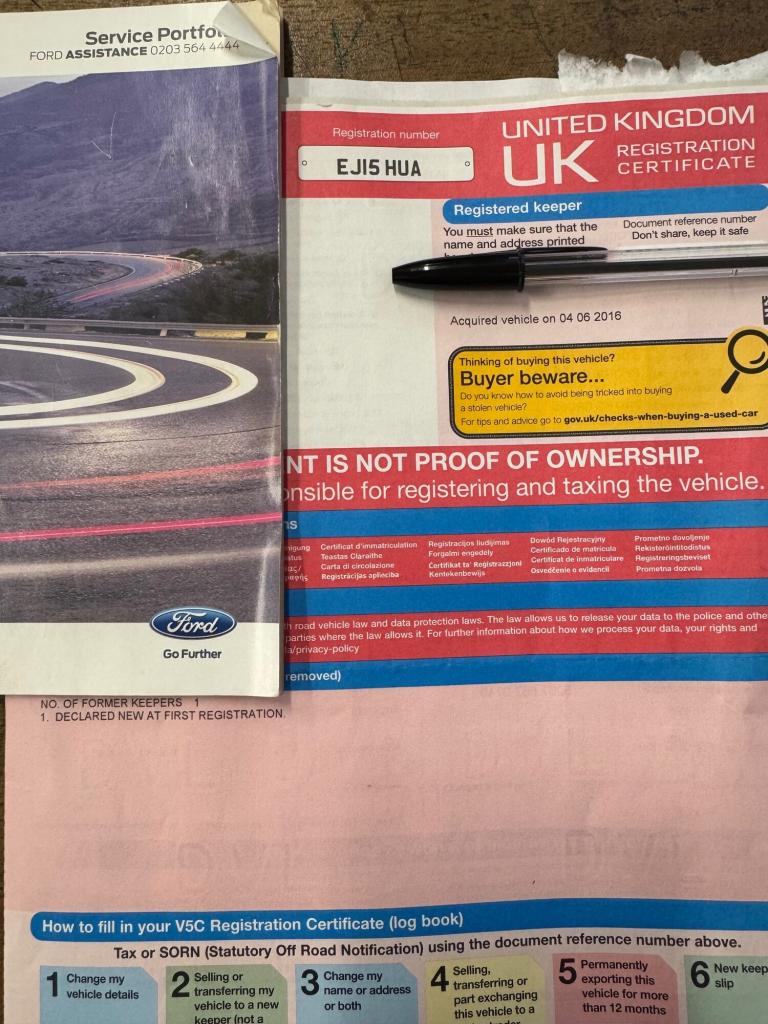 Service Portfol
FORD ASSISTANCE 0203 564 4444
Ford
Go Further
Registration number
EJ15 HUA
UNITED KINGDOM
UK REGISTRATION
CERTIFICATE
Registered keeper
You must make sure that the
name and address printed
Document reference number
Don't share, keep it safe
Acquired vehicle on 04 06 2016
Thinking of buying this vehicle?
Buyer beware...
Do you know how to avoid being tricked into buying
a stolen vehicle?
For tips and advice go to gov.uk/checks-when-buying-a-used-car
NT IS NOT PROOF OF OWNERSHIP.
onsible for registering and taxing the vehicle.
ns
Certificat d'immatriculation
Teastas Cláraithe
Carta di circolazione
Reģistrācijas apliecība
Registracijos liudijimas
Forgalmi engedély
Ċertifikat ta' Reġistrazzjoni
Kentekenbewijs
Dowód Rejestracyjny
Certificado de matrícula
Certificat de înmatriculare
Osvedčenie o evidencii
Prometno dovoljenje
Rekisteröintitodistus
Registreringsbeviset
Prometna dozvola
h road vehicle law and data protection laws. The law allows us to release your data to the police and othe
parties where the law allows it. For further information about how we process your data, your rights and
la/privacy-policy
removed)
NO. OF FORMER KEEPERS 1
1. DECLARED NEW AT FIRST REGISTRATION.
How to fill in your V5C Registration Certificate (log book)
Tax or SORN (Statutory Off Road Notification) using the document reference number above.
1 Change my
vehicle details
2 Selling or
transferring my
vehicle to a new
keeper (not a
3 Change my
name or address
or both
4 Selling,
transferring or
part exchanging
this vehicle to a
5 Permanently
exporting this
vehicle for more
than 12 months
6 New keep
slip